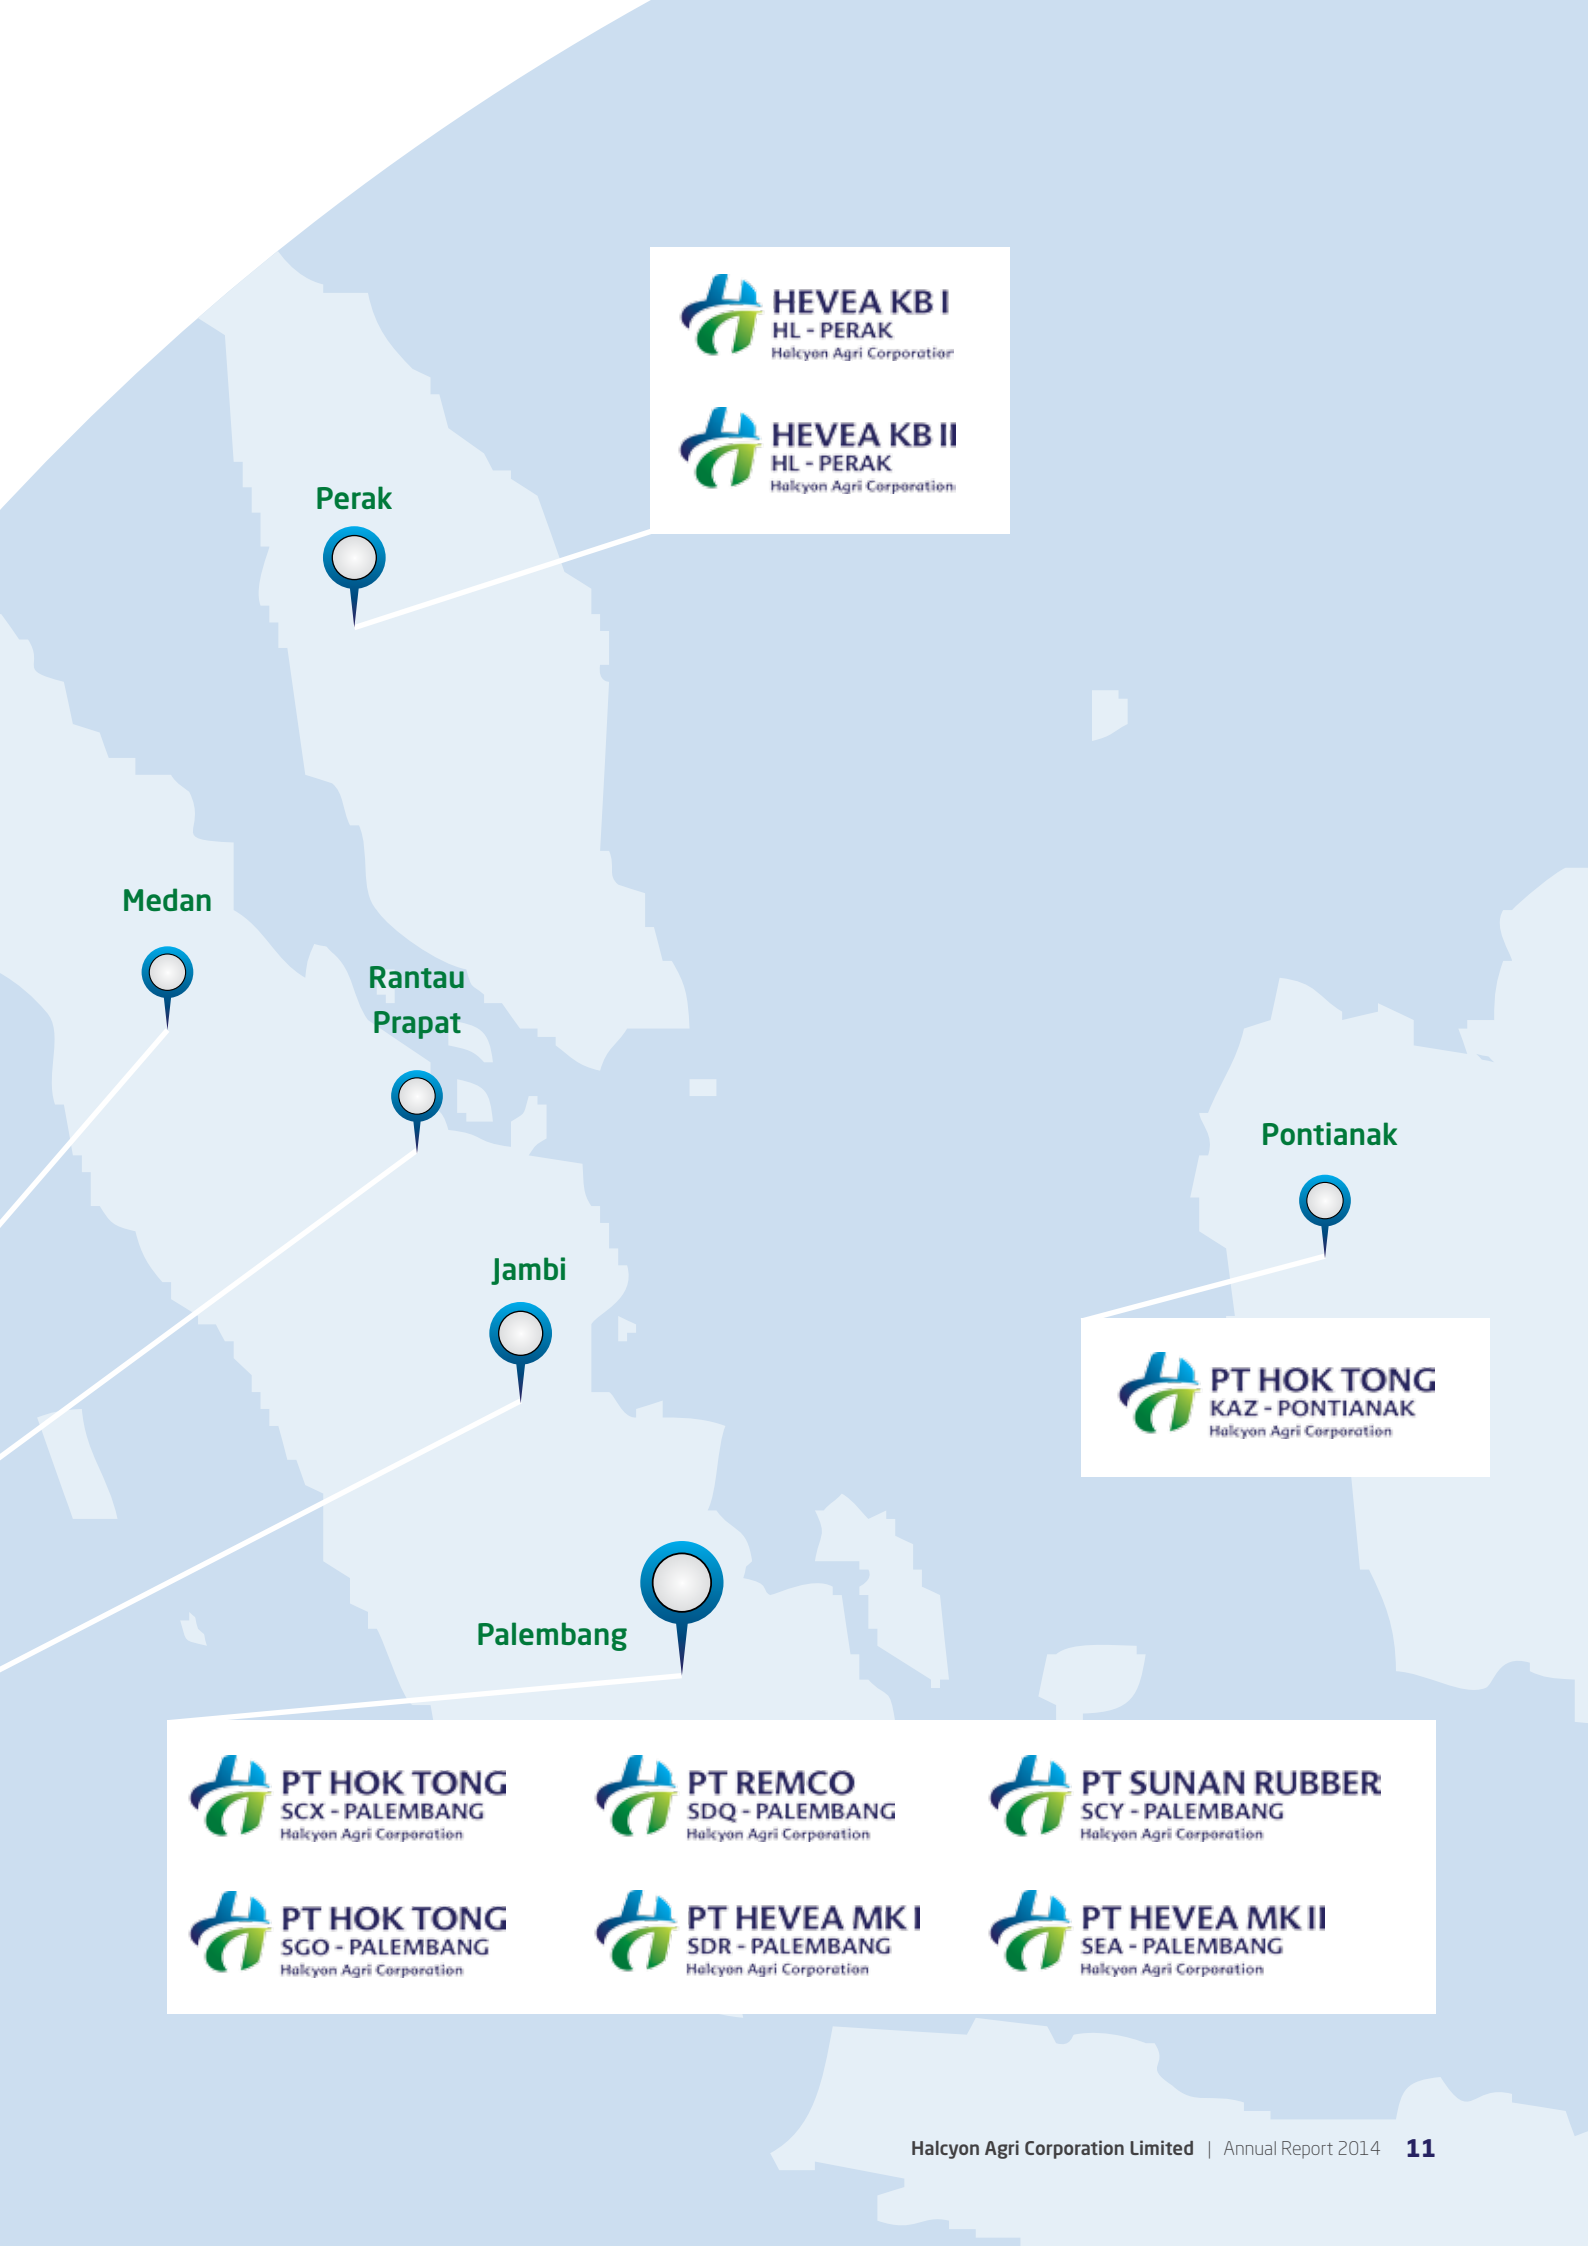 HEVEA KB I
HL - PERAK
Halcyon Agri Corporation
HEVEA KB II
HL - PERAK
Halcyon Agri Corporation
Perak
Medan
Rantau
Prapat
Pontianak
Jambi
PT HOK TONG
KAZ - PONTIANAK
Halcyon Agri Corporation
Palembang
PT HOK TONG
SCX - PALEMBANG
Halcyon Agri Corporation
PT REMCO
SDQ - PALEMBANG
Halcyon Agri Corporation
PT SUNAN RUBBER
SCY - PALEMBANG
Halcyon Agri Corporation
PT HOK TONG
SGO - PALEMBANG
Halcyon Agri Corporation
PT HEVEA MK I
SDR - PALEMBANG
Halcyon Agri Corporation
PT HEVEA MK II
SEA - PALEMBANG
Halcyon Agri Corporation
Halcyon Agri Corporation Limited | Annual Report 2014 11